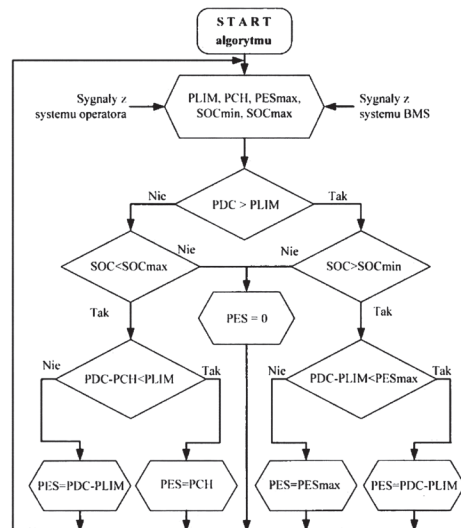 START
algorytmu
Sygnały z
systemu operatora
PLIM, PCH, PESmax,
SOCmin, SOCmax
Sygnały z
systemu BMS
Nie
PDC > PLIM
Tak
SOC<SOCmax
Nie
Nie
SOC>SOCmin
Tak
PES = 0
Tak
Nie
PDC-PCH<PLIM
Tak
Nie
PDC-PLIM<PESmax
Tak
PES=PDC-PLIM
PES=PCH
PES=PESmax
PES=PDC-PLIM